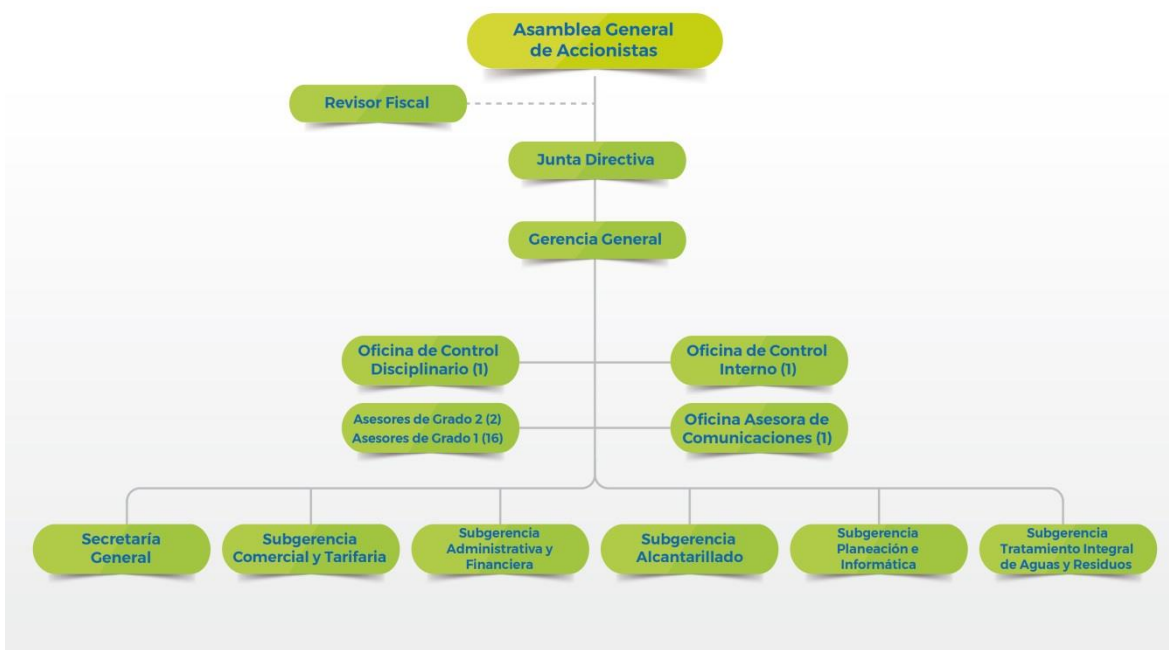 Asamblea General
de Accionistas
Revisor Fiscal
Junta Directiva
Gerencia General
Oficina de Control
Disciplinario (1)
Oficina de Control
Interno (1)
Asesores de Grado 2 (2)
Asesores de Grado 1 (16)
Oficina Asesora de
Comunicaciones (1)
Secretaría
General
Subgerencia
Comercial y Tarifaria
Subgerencia
Administrativa y
Financiera
Subgerencia
Alcantarillado
Subgerencia
Planeación e
Informática
Subgerencia
Tratamiento Integral
de Aguas y Residuos